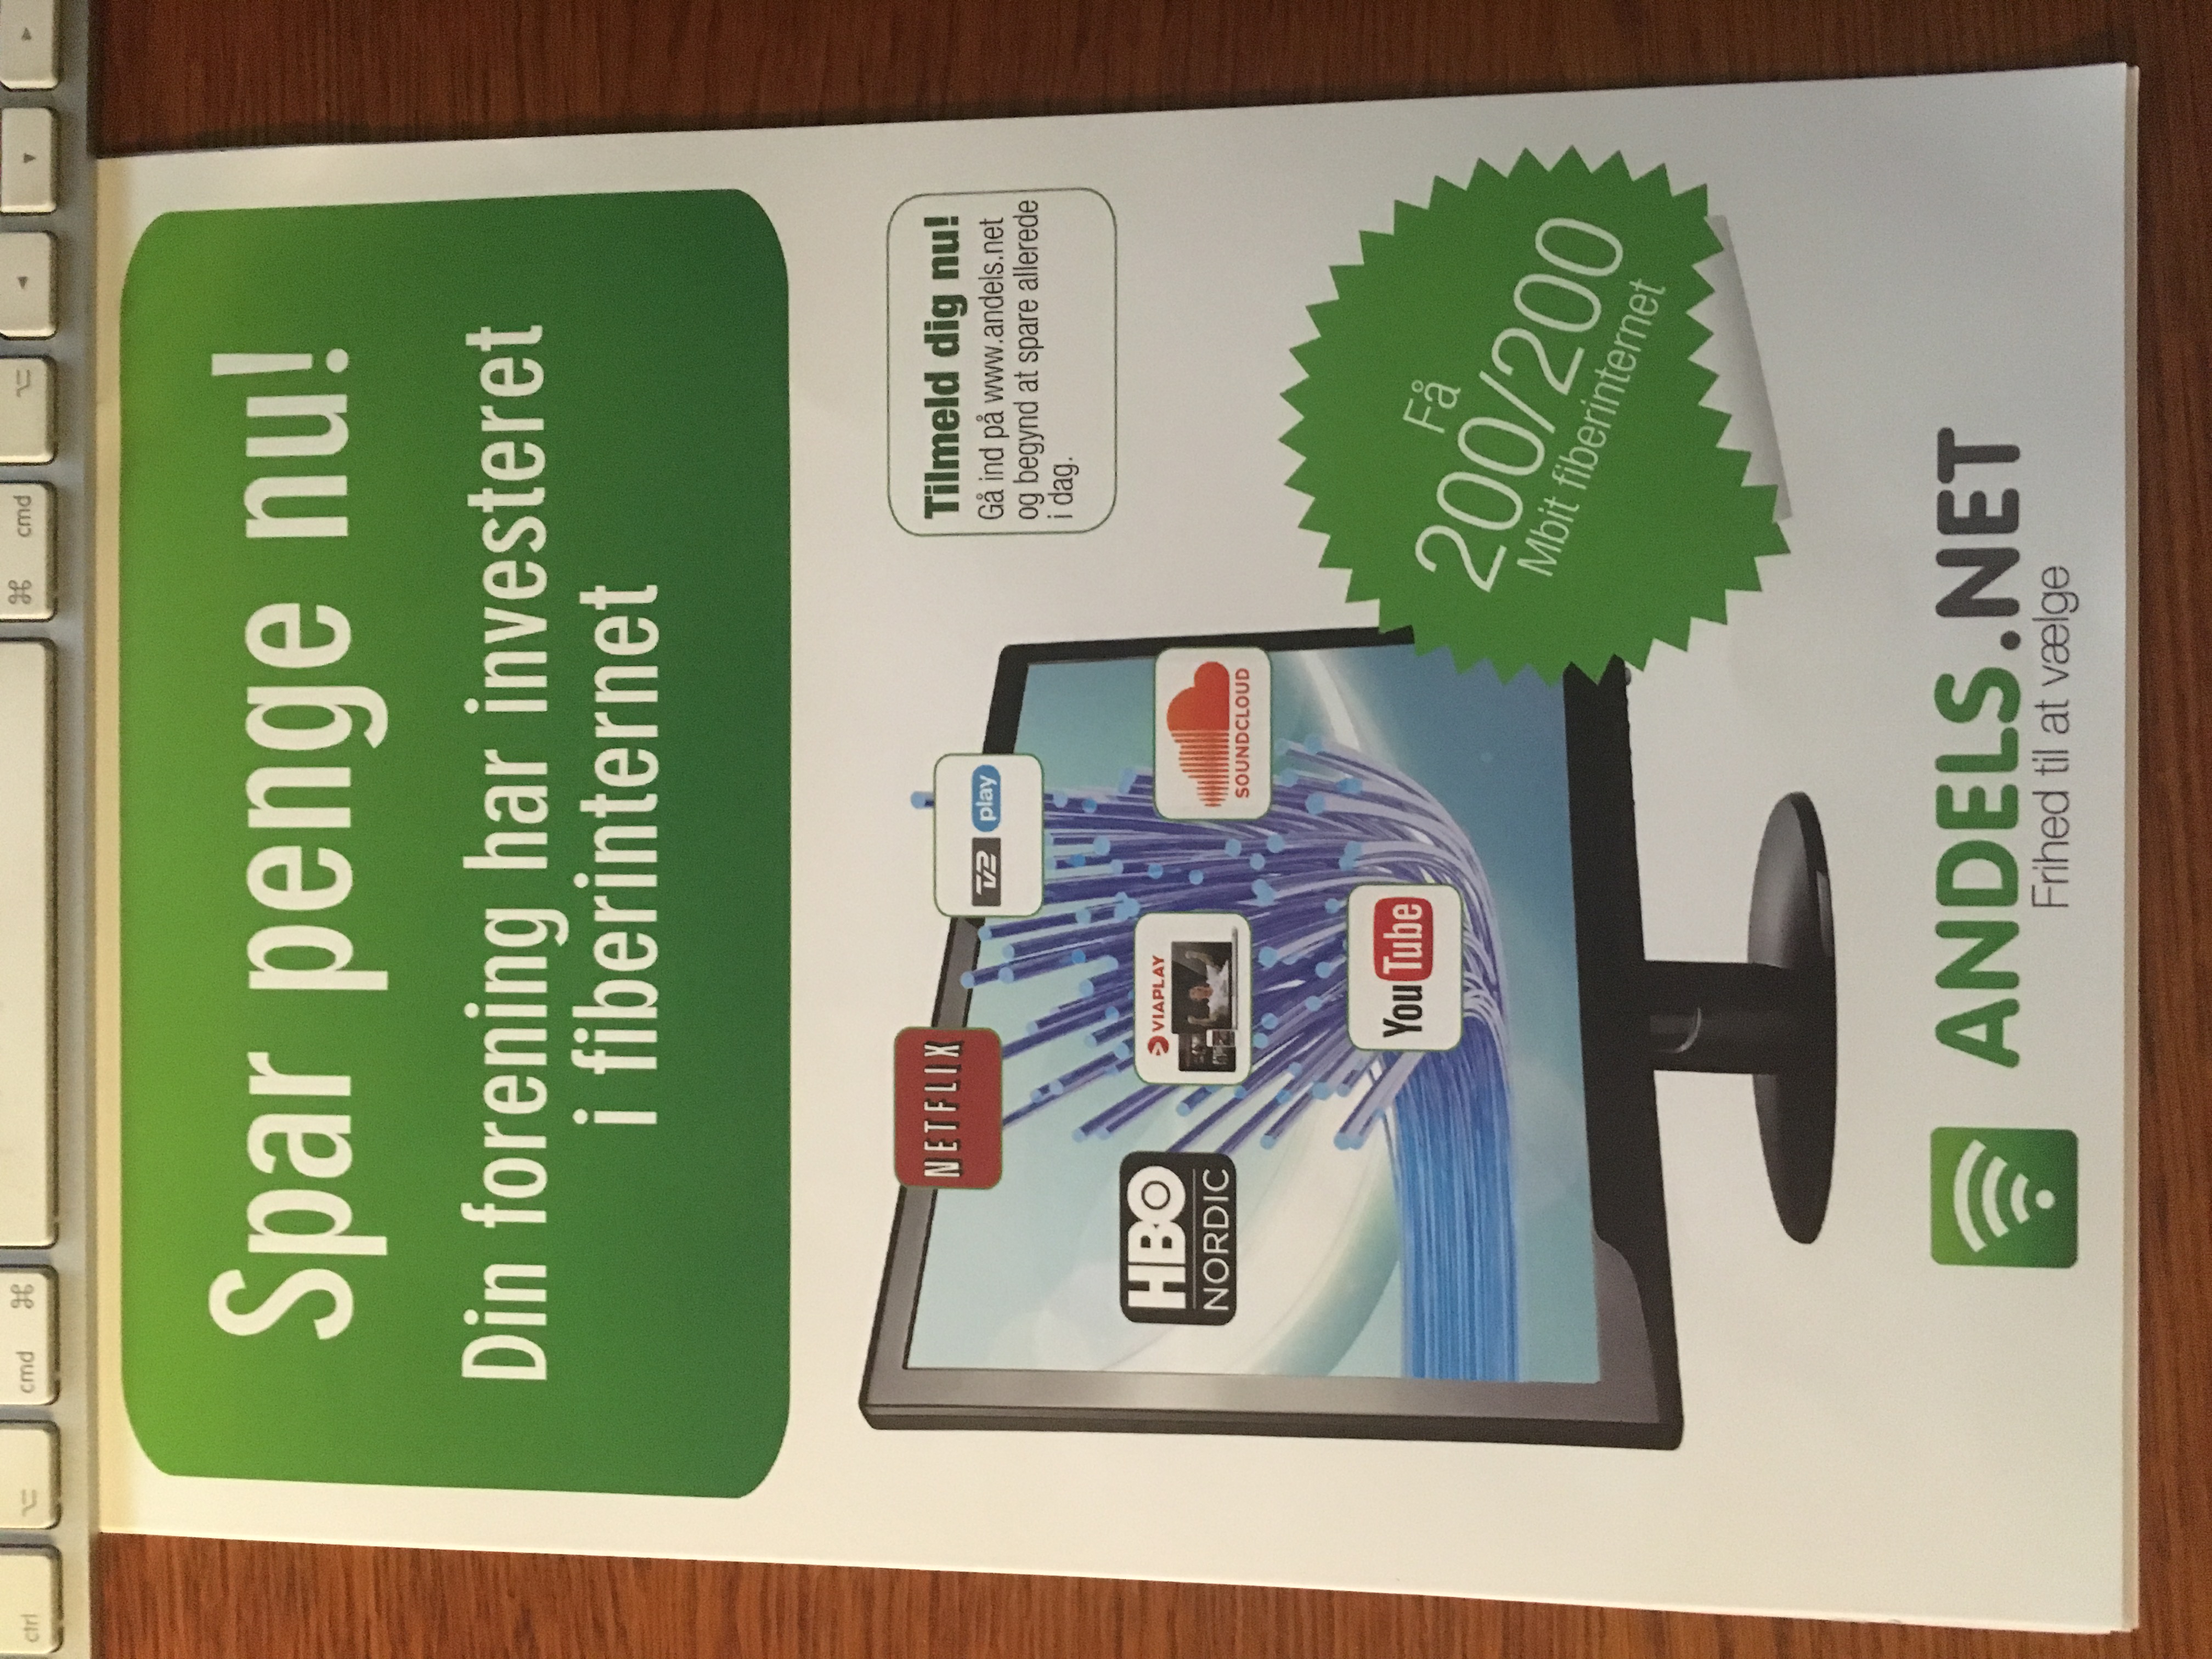 ctrl
cmd ⌘
⌘ cmd
Spar penge nu!
Din forening har investeret
i fiberinternet
NETFLIX
TV2 play
Tilmeld dig nu!
Gå ind på www.andels.net
og begynd at spare allerede
i dag.
HBO
NORDIC
VIAPLAY
SOUNDCLOUD
YouTube
Få
200/200
Mbit fiberinternet
ANDELS.NET
Frihed til at vælge